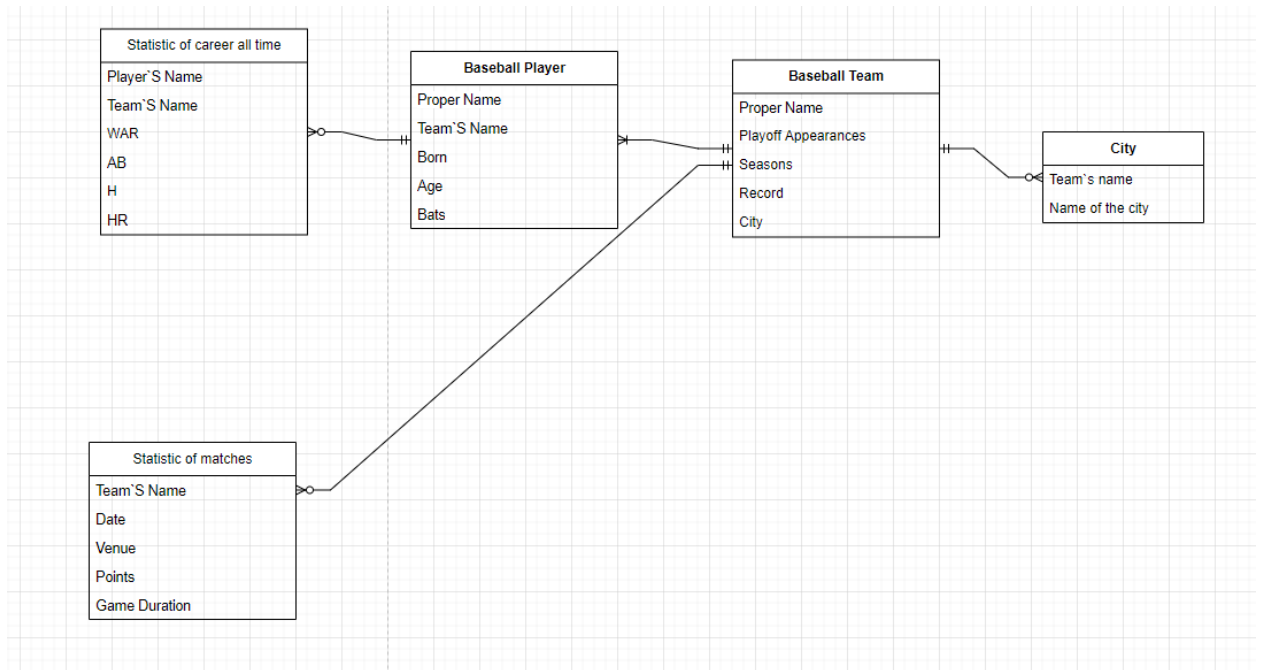 Statistic of career all time
Player`S Name
Team`S Name
WAR
AB
H
HR
Baseball Player
Proper Name
Team`S Name
Born
Age
Bats
Baseball Team
Proper Name
Playoff Appearances
Seasons
Record
City
City
Team`s name
Name of the city
Statistic of matches
Team`S Name
Date
Venue
Points
Game Duration